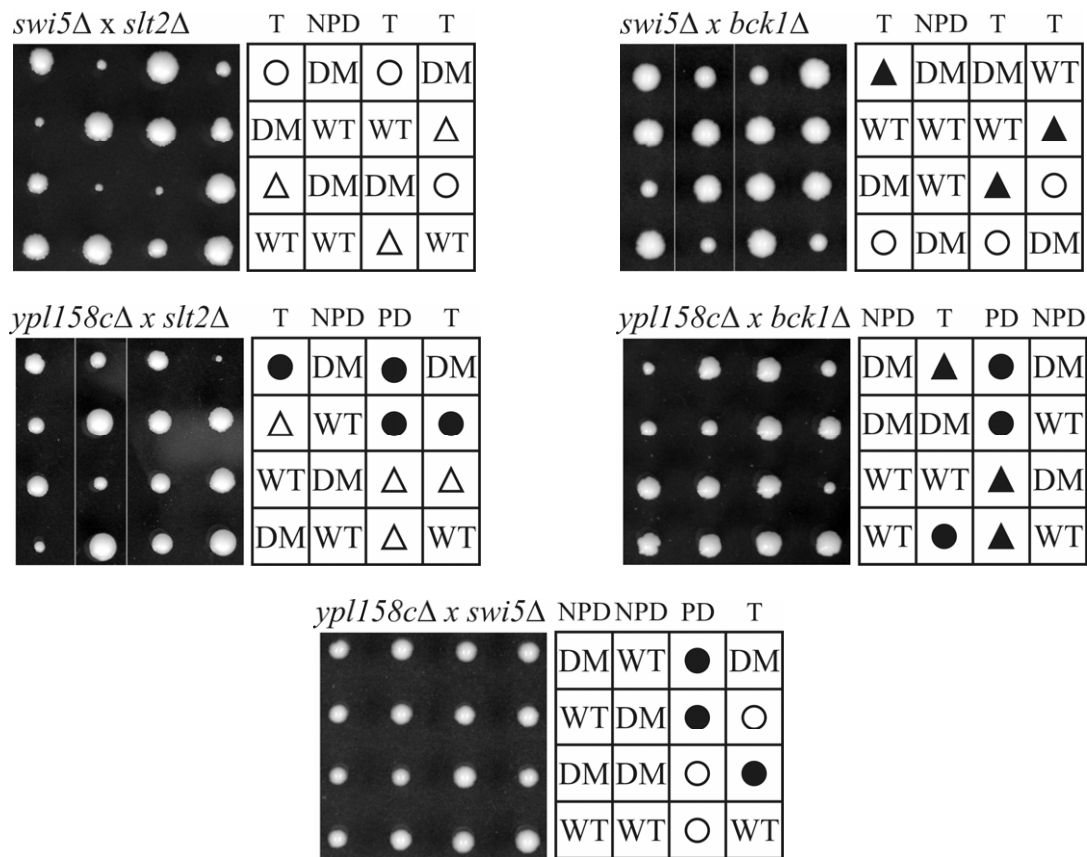 swi5Δ x slt2Δ T NPD T T
○ DM ○ DM
DM WT WT △
△ DM DM ○
WT WT △ WT
swi5Δ x bck1Δ T NPD T T
▲ DM DM WT
WT WT WT ▲
DM WT ▲ ○
○ DM ○ DM
ypl158cΔ x slt2Δ T NPD PD T
● DM ● DM
△ WT ● ●
WT DM △ △
DM WT △ WT
ypl158cΔ x bck1Δ NPD T PD NPD
DM ▲ ● DM
DM DM ● WT
WT WT ▲ DM
WT ● ▲ WT
ypl158cΔ x swi5Δ NPD NPD PD T
DM WT ● DM
WT DM ● ○
DM DM ○ ●
WT WT ○ WT